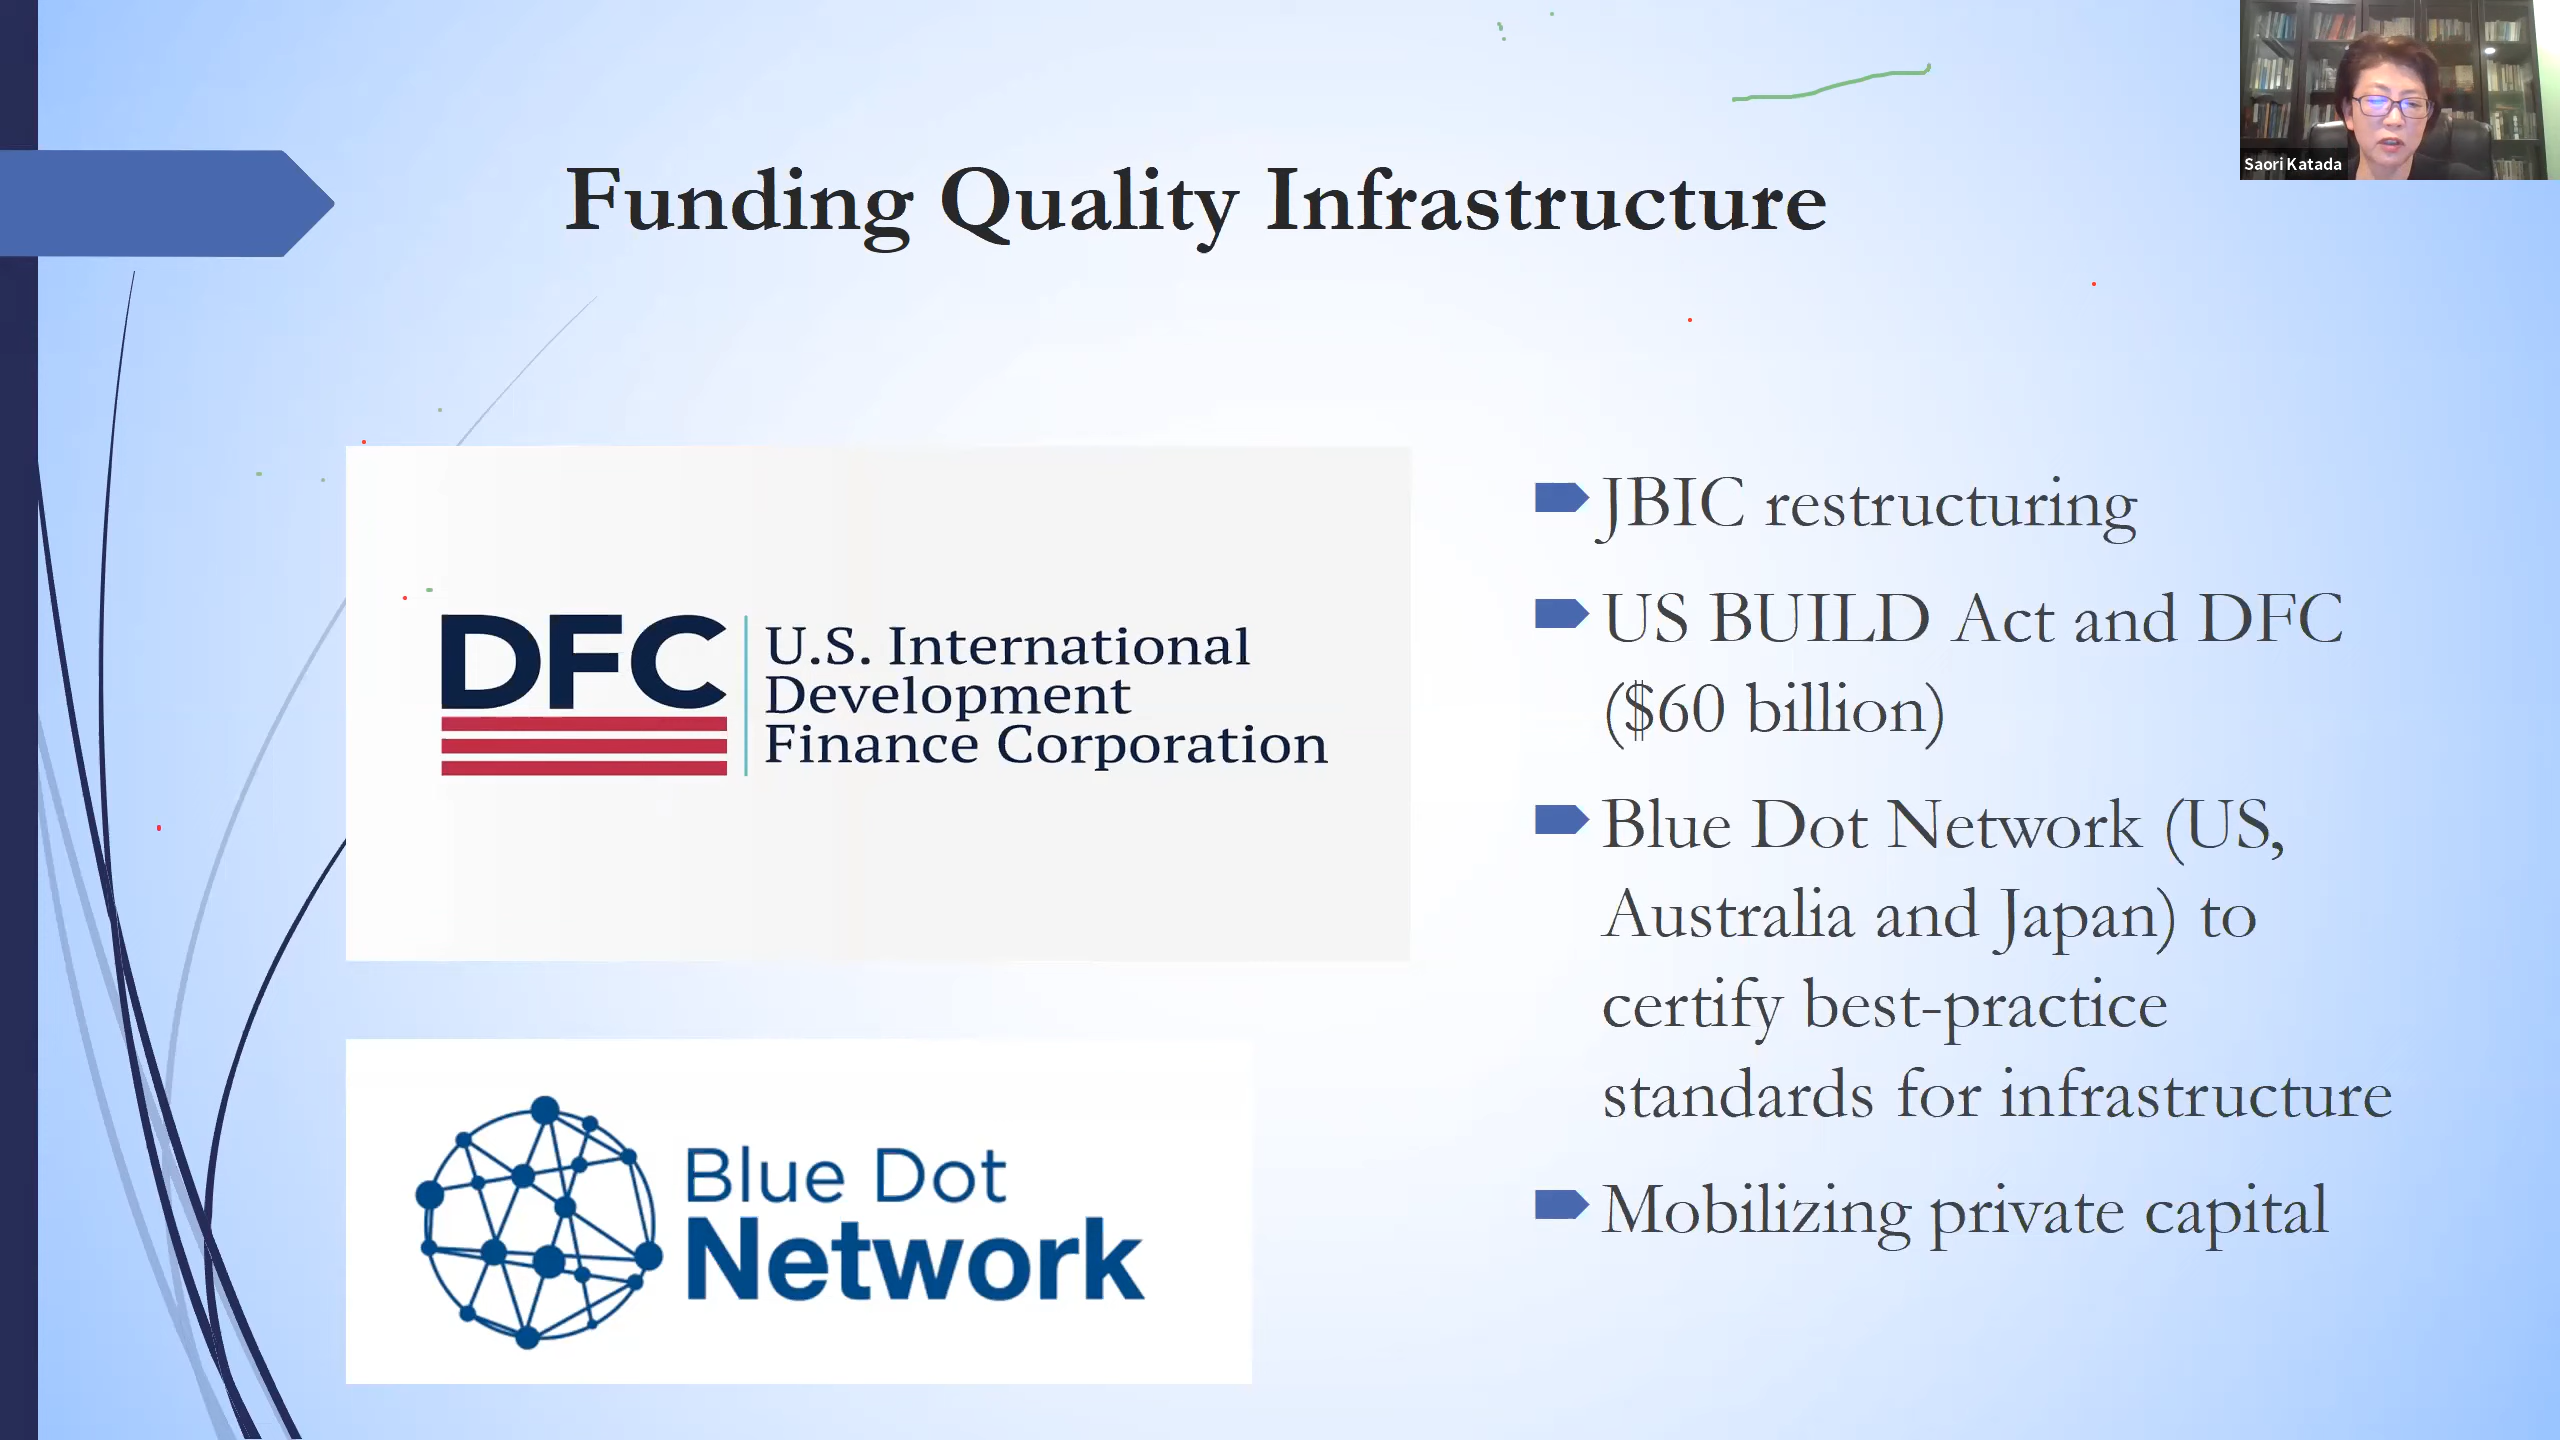 Saori Katada
Funding Quality Infrastructure
DFC
U.S. International
Development
Finance Corporation
Blue Dot
Network
JBIC restructuring
US BUILD Act and DFC
($60 billion)
Blue Dot Network (US,
Australia and Japan) to
certify best-practice
standards for infrastructure
Mobilizing private capital